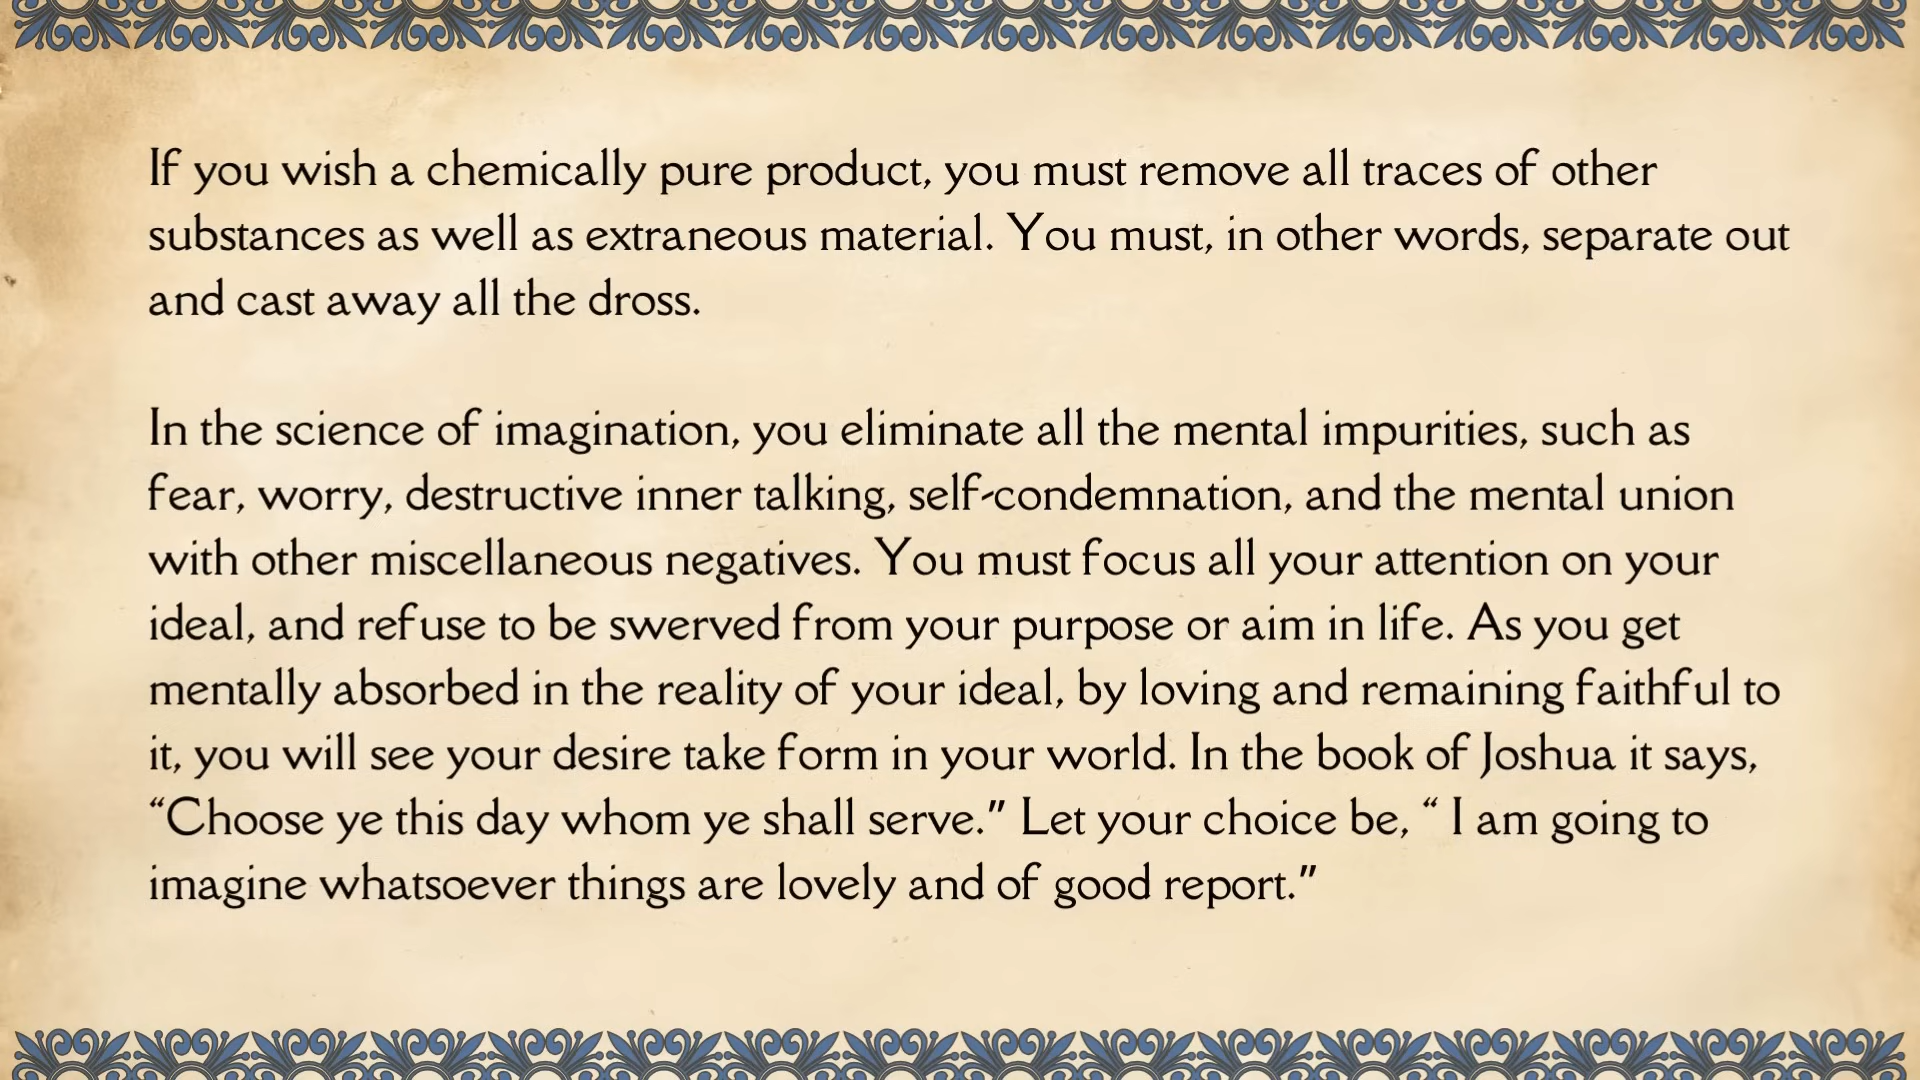 If you wish a chemically pure product, you must remove all traces of other
substances as well as extraneous material. You must, in other words, separate out
and cast away all the dross.
In the science of imagination, you eliminate all the mental impurities, such as
fear, worry, destructive inner talking, self-condemnation, and the mental union
with other miscellaneous negatives. You must focus all your attention on your
ideal, and refuse to be swerved from your purpose or aim in life. As you get
mentally absorbed in the reality of your ideal, by loving and remaining faithful to
it, you will see your desire take form in your world. In the book of Joshua it says,
“Choose ye this day whom ye shall serve." Let your choice be, “ I am going to
imagine whatsoever things are lovely and of good report."